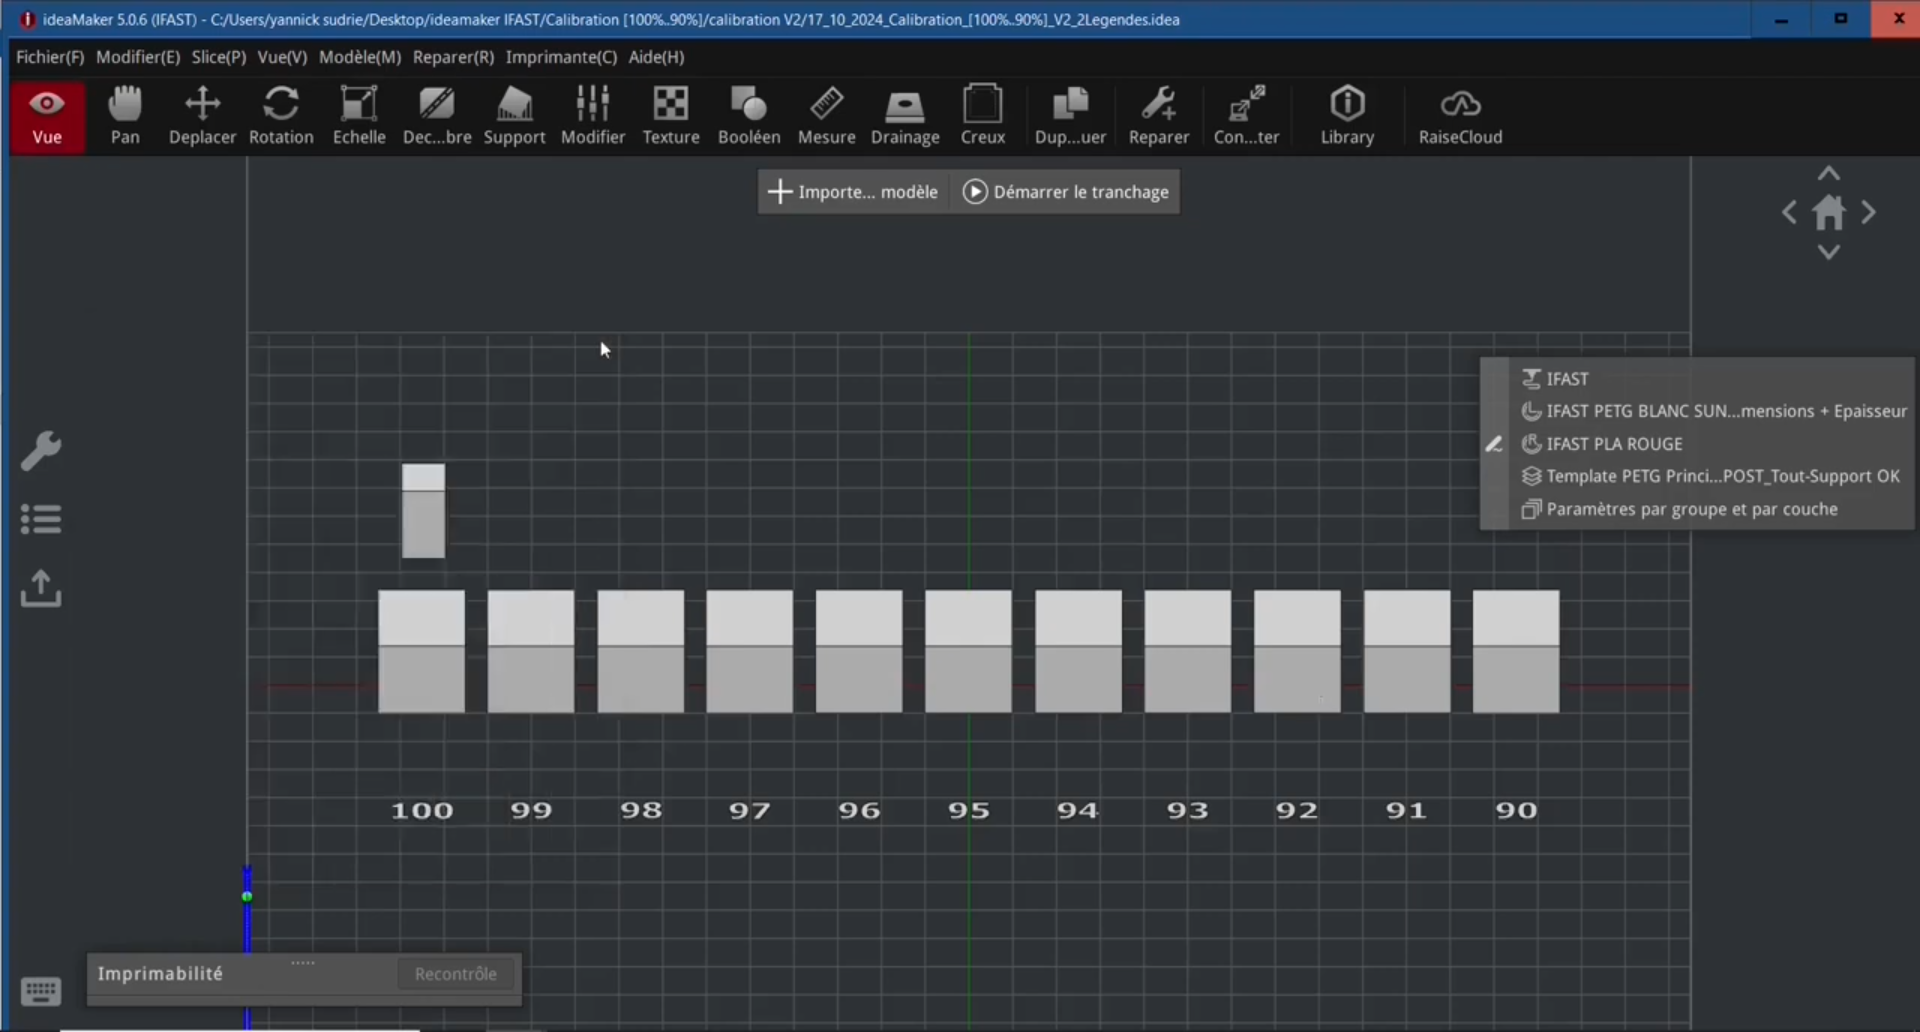 ideaMaker 5.0.6 (IFAST) - C:/Users/yannick sudrie/Desktop/ideamaker IFAST/Calibration [100%..90%]/calibration V2/17_10_2024_Calibration_[100%..90%]_V2_2Legendes.idea
Fichier(F) Modifier(E) Slice(P) Vue(V) Modèle(M) Reparer(R) Imprimante(C) Aide(H)
Vue Pan Deplacer Rotation Echelle Dec...bre Support Modifier Texture Booléen Mesure Drainage Creux Dup...uer Reparer Con...ter Library RaiseCloud
Importe... modèle Démarrer le tranchage
IFAST
IFAST PETG BLANC SUN...mensions + Epaisseur
IFAST PLA ROUGE
Template PETG Princi...POST_Tout-Support OK
Paramètres par groupe et par couche
100 99 98 97 96 95 94 93 92 91 90
Imprimabilité Recontrôle